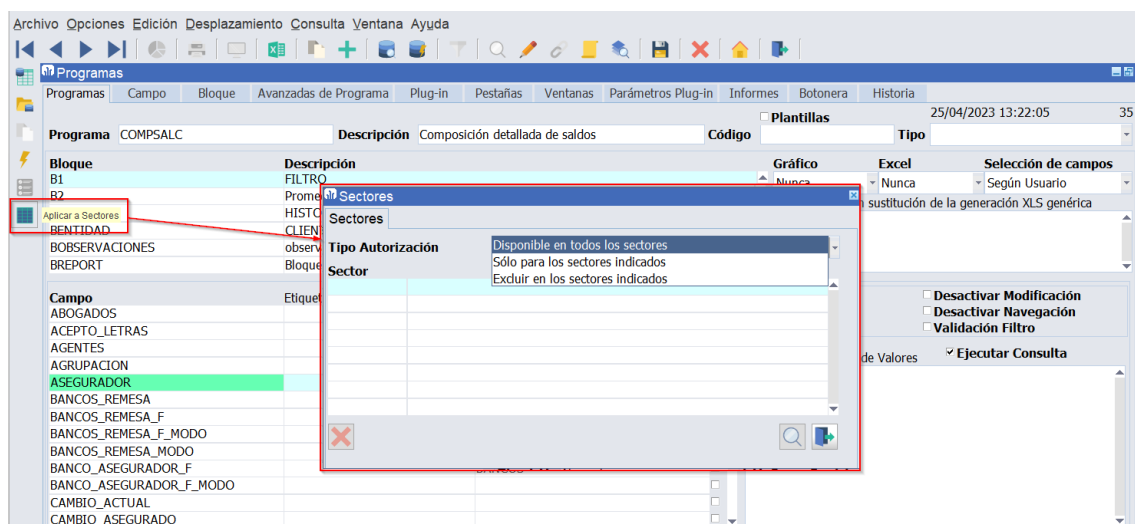 Archivo Opciones Edición Desplazamiento Consulta Ventana Ayuda
Programas
Programas Campo Bloque Avanzadas de Programa Plug-in Pestañas Ventanas Parámetros Plug-in Informes Botonera Historia
Plantillas 25/04/2023 13:22:05 35
Programa COMPSALC Descripción Composición detallada de saldos Código Tipo
Bloque Descripción Gráfico Excel Selección de campos
B1 FILTRO Nunca Nunca Según Usuario
B2 Prome
sustitución de la generación XLS genérica
Aplicar a Sectores HISTO
BENTIDAD CLIEN
BOBSERVACIONES observ
BREPORT Bloque
Sectores
Sectores
Tipo Autorización Disponible en todos los sectores
Sólo para los sectores indicados
Sector Excluir en los sectores indicados
Campo Etiquet
Desactivar Modificación
ABOGADOS Desactivar Navegación
ACEPTO_LETRAS Validación Filtro
AGENTES
AGRUPACION de Valores Ejecutar Consulta
ASEGURADOR
BANCOS_REMESA
BANCOS_REMESA_F
BANCOS_REMESA_F_MODO
BANCOS_REMESA_MODO
BANCO_ASEGURADOR_F
BANCO_ASEGURADOR_F_MODO
CAMBIO_ACTUAL
CAMBIO_ASEGURADO